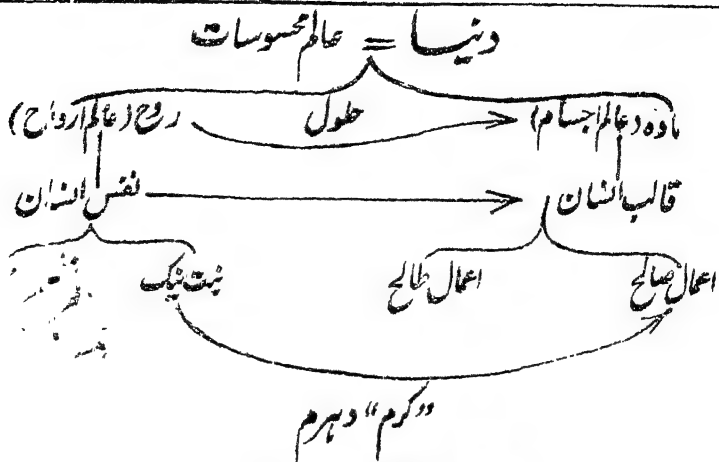 دنیا = عالم محسوسات
مادہ (عالم اجسام) حلول روح (عالم ارواح)
قالب انسان نفس انسان
اعمال صالح اعمال طالح نیت نیک
"کرم" دہرم